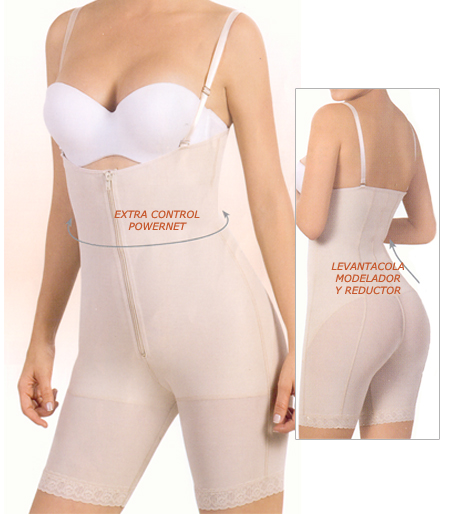 EXTRA CONTROL
POWERNET
LEVANTACOLA
MODELADOR
Y REDUCTOR